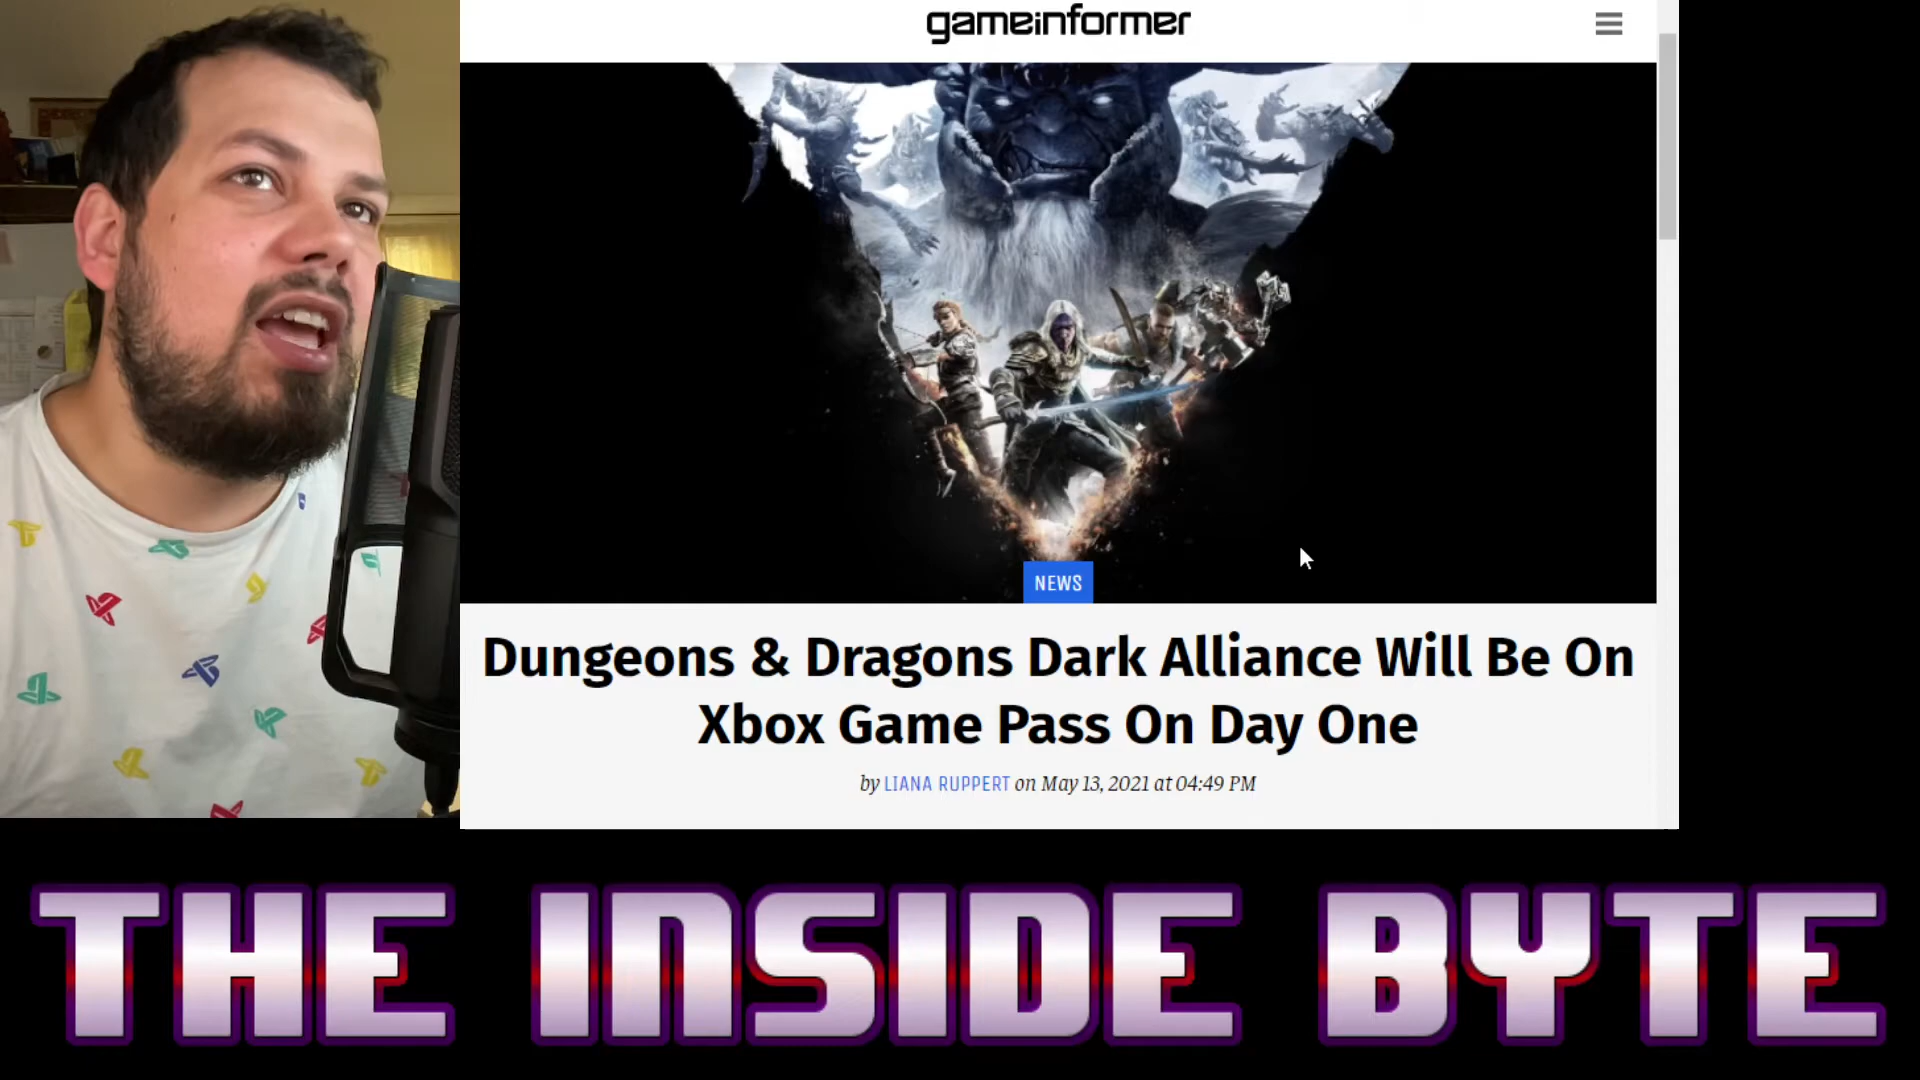 gameinformer
NEWS
Dungeons & Dragons Dark Alliance Will Be On
Xbox Game Pass On Day One
by LIANA RUPPERT on May 13, 2021 at 04:49 PM
THE INSIDE BYTE